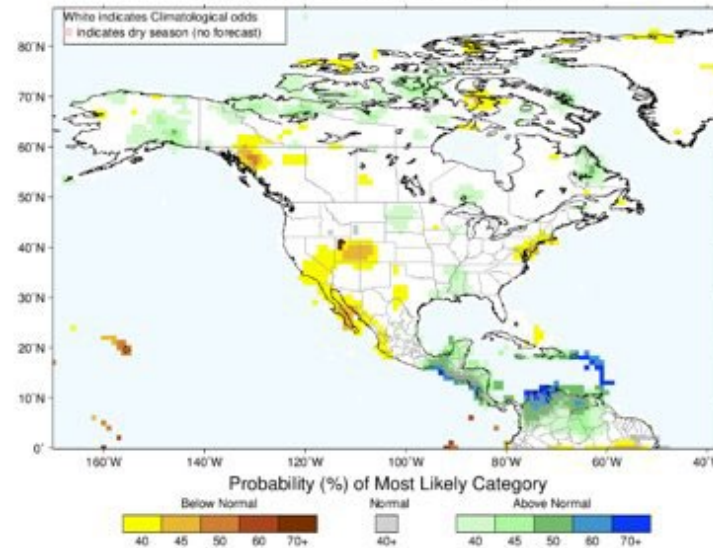 White indicates Climatological odds
indicates dry season (no forecast)
80°N
70°N
60°N
50°N
40°N
30°N
20°N
10°N
0°
160°W
140°W
120°W
100°W
80°W
60°W
40°W
Probability (%) of Most Likely Category
Below Normal
Normal
Above Normal
40
45
50
60
70+
40+
40
45
50
60
70+